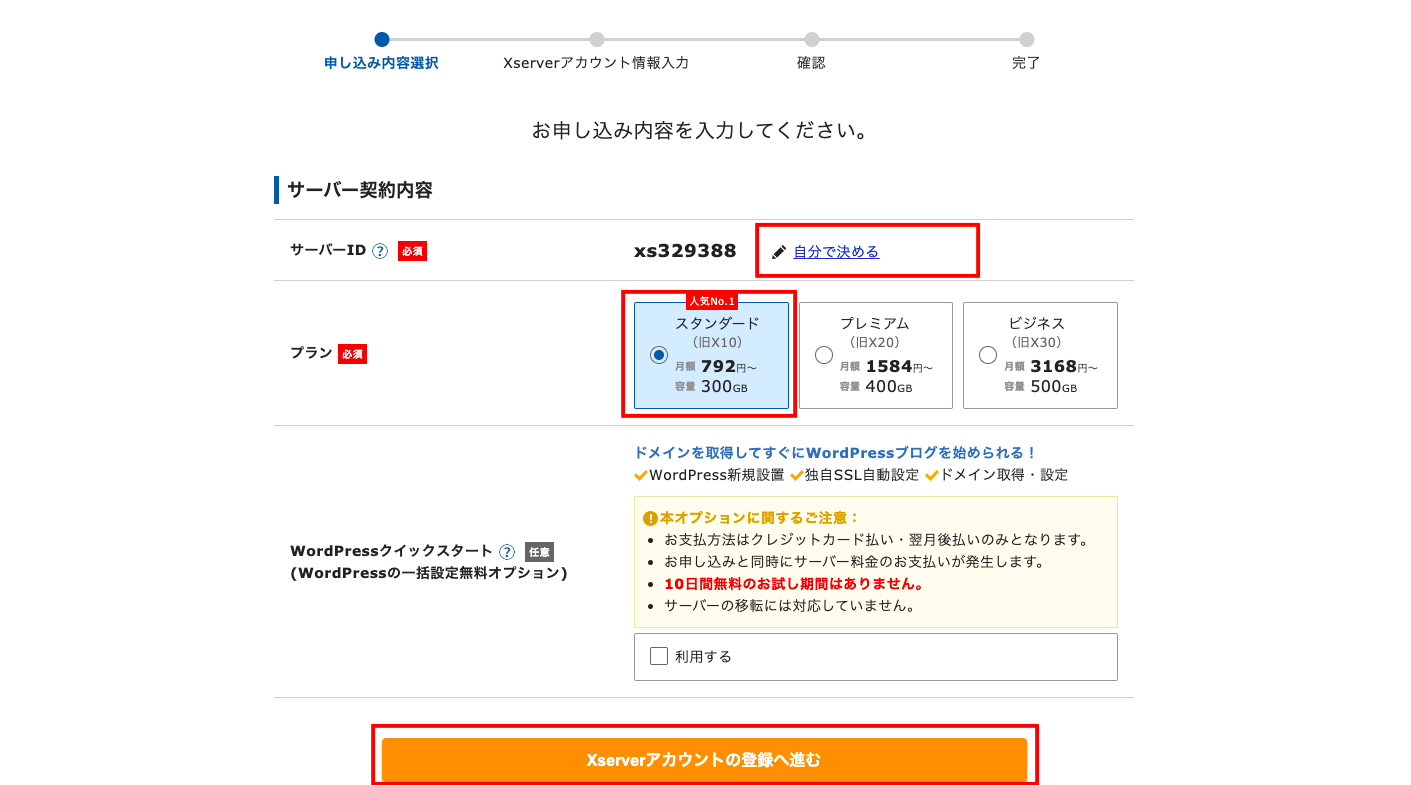 申し込み内容選択
Xserverアカウント情報入力
確認
完了
お申し込み内容を入力してください。
サーバー契約内容
サーバーID ? 必須
xs329388
自分で決める
プラン 必須
人気No.1
スタンダード
(旧X10)
月額 792円〜
容量 300GB
プレミアム
(旧X20)
月額 1584円〜
容量 400GB
ビジネス
(旧X30)
月額 3168円〜
容量 500GB
WordPressクイックスタート ? 任意
(WordPressの一括設定無料オプション)
ドメインを取得してすぐにWordPressブログを始められる！
WordPress新規設置 独自SSL自動設定 ドメイン取得・設定
本オプションに関するご注意：
お支払方法はクレジットカード払い・翌月後払いのみとなります。
お申し込みと同時にサーバー料金のお支払いが発生します。
10日間無料のお試し期間はありません。
サーバーの移転には対応していません。
利用する
Xserverアカウントの登録へ進む